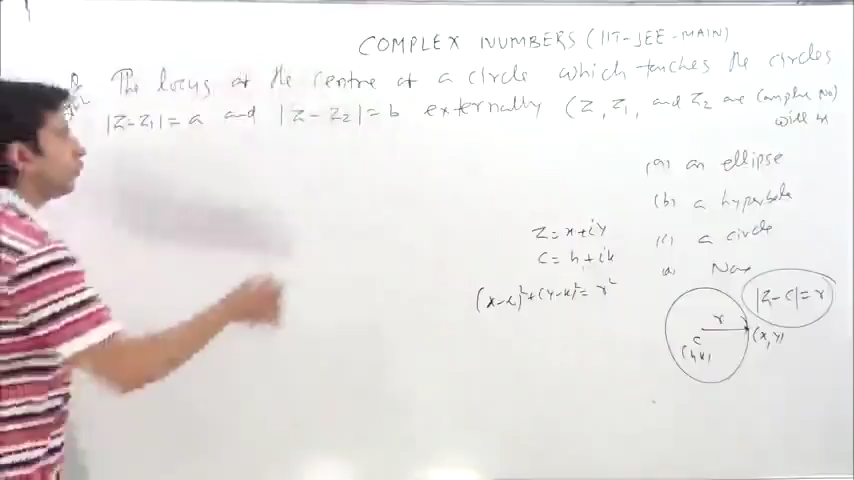 COMPLEX NUMBERS (IIT-JEE-MAIN)
The locus of the centre of a circle which touches the circles
|Z-Z1| = a and |Z-Z2| = b externally (Z, Z1, and Z2 are complex No)
will be
(a) an ellipse
(b) a hyperbola
(c) a circle
(d) None
Z = x+iy
C = h+ik
(x-h)²+(y-k)² = r²
|Z-C| = r
r
C
(h,k)
(x,y)